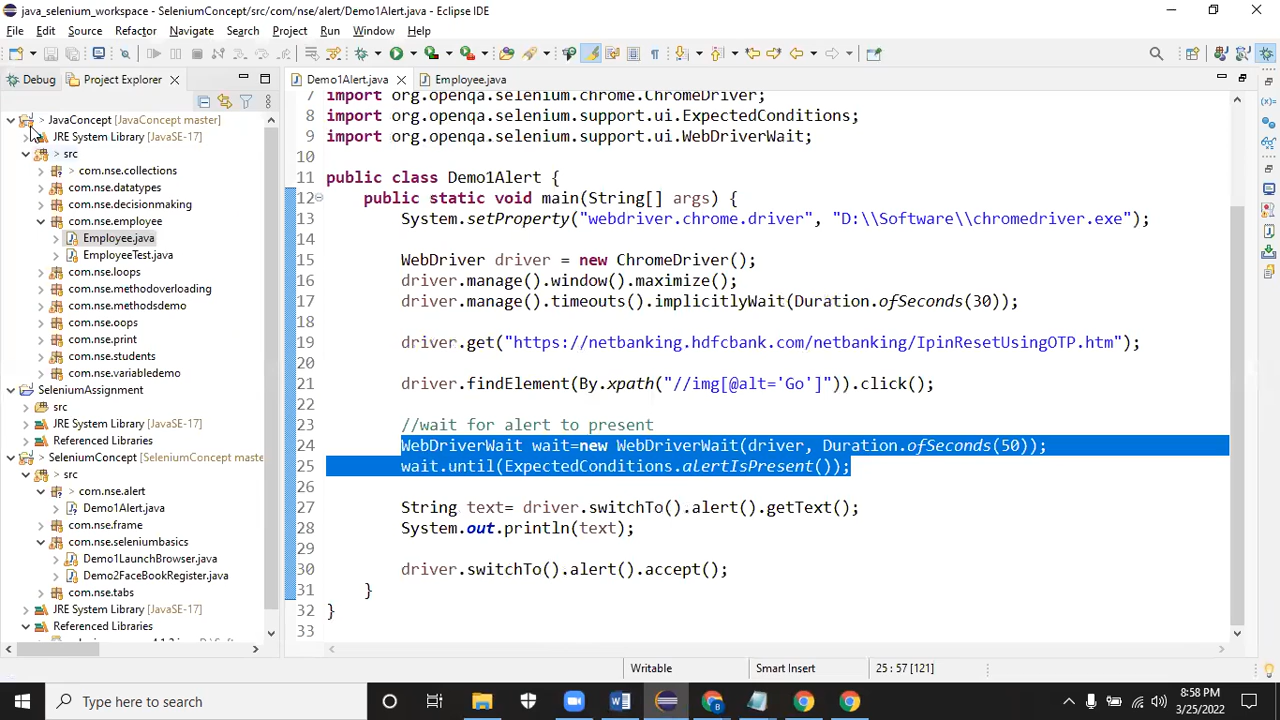 java_selenium_workspace - SeleniumConcept/src/com/nse/alert/Demo1Alert.java - Eclipse IDE
File Edit Source Refactor Navigate Search Project Run Window Help
Debug Project Explorer Demo1Alert.java Employee.java
> JavaConcept [JavaConcept master]
JRE System Library [JavaSE-17]
> src
> com.nse.collections
com.nse.datatypes
com.nse.decisionmaking
com.nse.employee
Employee.java
EmployeeTest.java
com.nse.loops
com.nse.methodoverloading
com.nse.methodsdemo
com.nse.oops
com.nse.print
com.nse.students
com.nse.variabledemo
SeleniumAssignment
src
JRE System Library [JavaSE-17]
Referenced Libraries
> SeleniumConcept [SeleniumConcept maste
> src
> com.nse.alert
Demo1Alert.java
com.nse.frame
com.nse.seleniumbasics
Demo1LaunchBrowser.java
Demo2FaceBookRegister.java
com.nse.tabs
JRE System Library [JavaSE-17]
Referenced Libraries
7 import org.openqa.selenium.chrome.ChromeDriver;
8 import org.openqa.selenium.support.ui.ExpectedConditions;
9 import org.openqa.selenium.support.ui.WebDriverWait;
10
11 public class Demo1Alert {
12 public static void main(String[] args) {
13 System.setProperty("webdriver.chrome.driver", "D:\\Software\\chromedriver.exe");
14
15 WebDriver driver = new ChromeDriver();
16 driver.manage().window().maximize();
17 driver.manage().timeouts().implicitlyWait(Duration.ofSeconds(30));
18
19 driver.get("https://netbanking.hdfcbank.com/netbanking/IpinResetUsingOTP.htm");
20
21 driver.findElement(By.xpath("//img[@alt='Go']")).click();
22
23 //wait for alert to present
24 WebDriverWait wait=new WebDriverWait(driver, Duration.ofSeconds(50));
25 wait.until(ExpectedConditions.alertIsPresent());
26
27 String text= driver.switchTo().alert().getText();
28 System.out.println(text);
29
30 driver.switchTo().alert().accept();
31 }
32 }
33
Writable Smart Insert 25 : 57 [121]
Type here to search
8:58 PM
3/25/2022